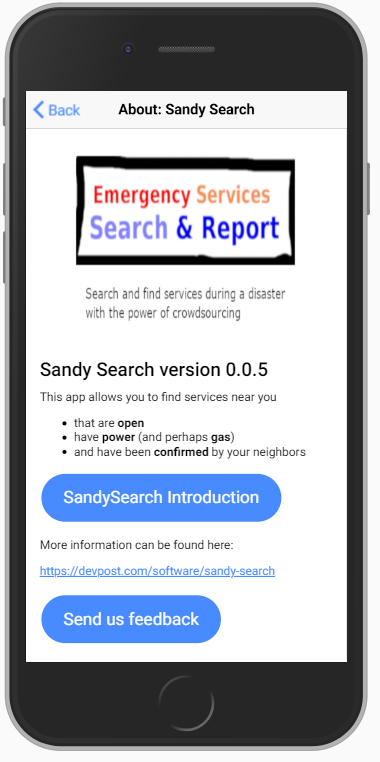 Back
About: Sandy Search
Emergency Services
Search & Report
Search and find services during a disaster
with the power of crowdsourcing
Sandy Search version 0.0.5
This app allows you to find services near you
that are open
have power (and perhaps gas)
and have been confirmed by your neighbors
SandySearch Introduction
More information can be found here:
https://devpost.com/software/sandy-search
Send us feedback